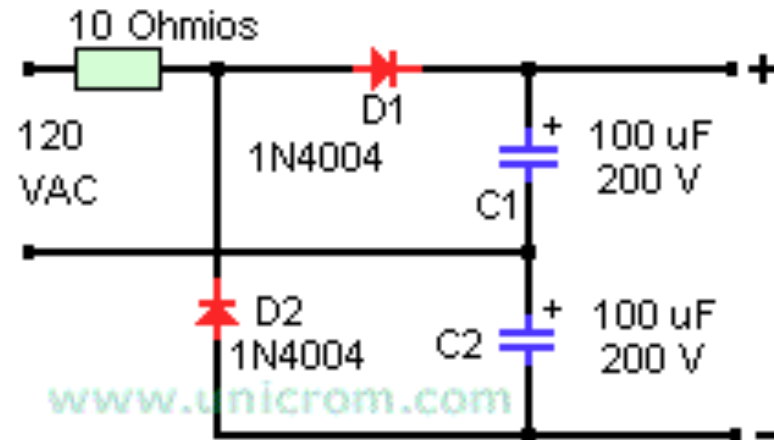 10 Ohmios
+
D1
120
VAC
1N4004
+
100 uF
200 V
C1
D2
1N4004
+
100 uF
200 V
C2
www.unicrom.com
-